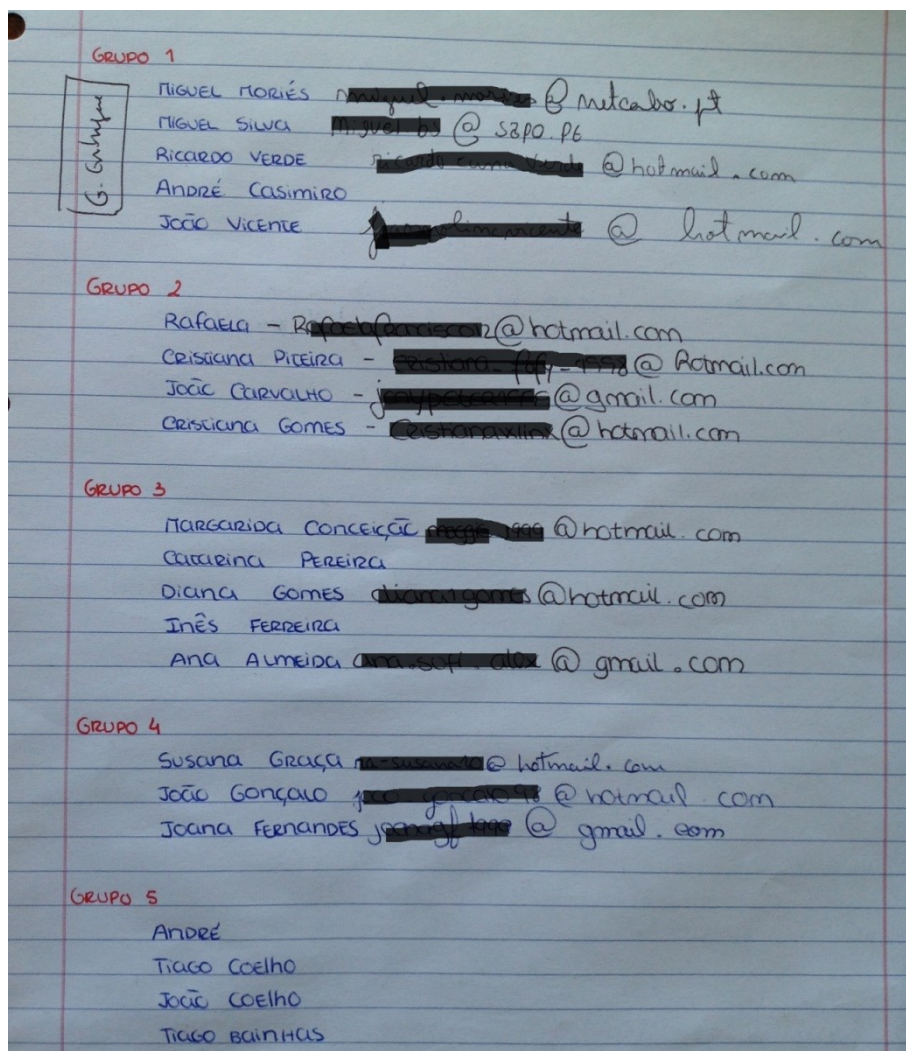 GRUPO 1
MIGUEL MORIÉS @ netcabo.pt
MIGUEL SILVA @ sapo.pt
RICARDO VERDE @hotmail.com
ANDRÉ CASIMIRO
JOÃO VICENTE @ hotmail.com
GRUPO 2
RAFAELA - @hotmail.com
CRISTIANA PITEIRA - @ Hotmail.com
JOÃO CARVALHO - @gmail.com
CRISTIANA GOMES - @hotmail.com
GRUPO 3
MARGARIDA CONCEIÇÃO @hotmail.com
CATARINA PEREIRA
DIANA GOMES @hotmail.com
INÊS FERREIRA
ANA ALMEIDA @ gmail.com
GRUPO 4
SUSANA GRAÇA @ hotmail.com
JOÃO GONÇALO @ hotmail.com
JOANA FERNANDES @ gmail.com
GRUPO 5
ANDRÉ
TIAGO COELHO
JOÃO COELHO
TIAGO BAINHAS